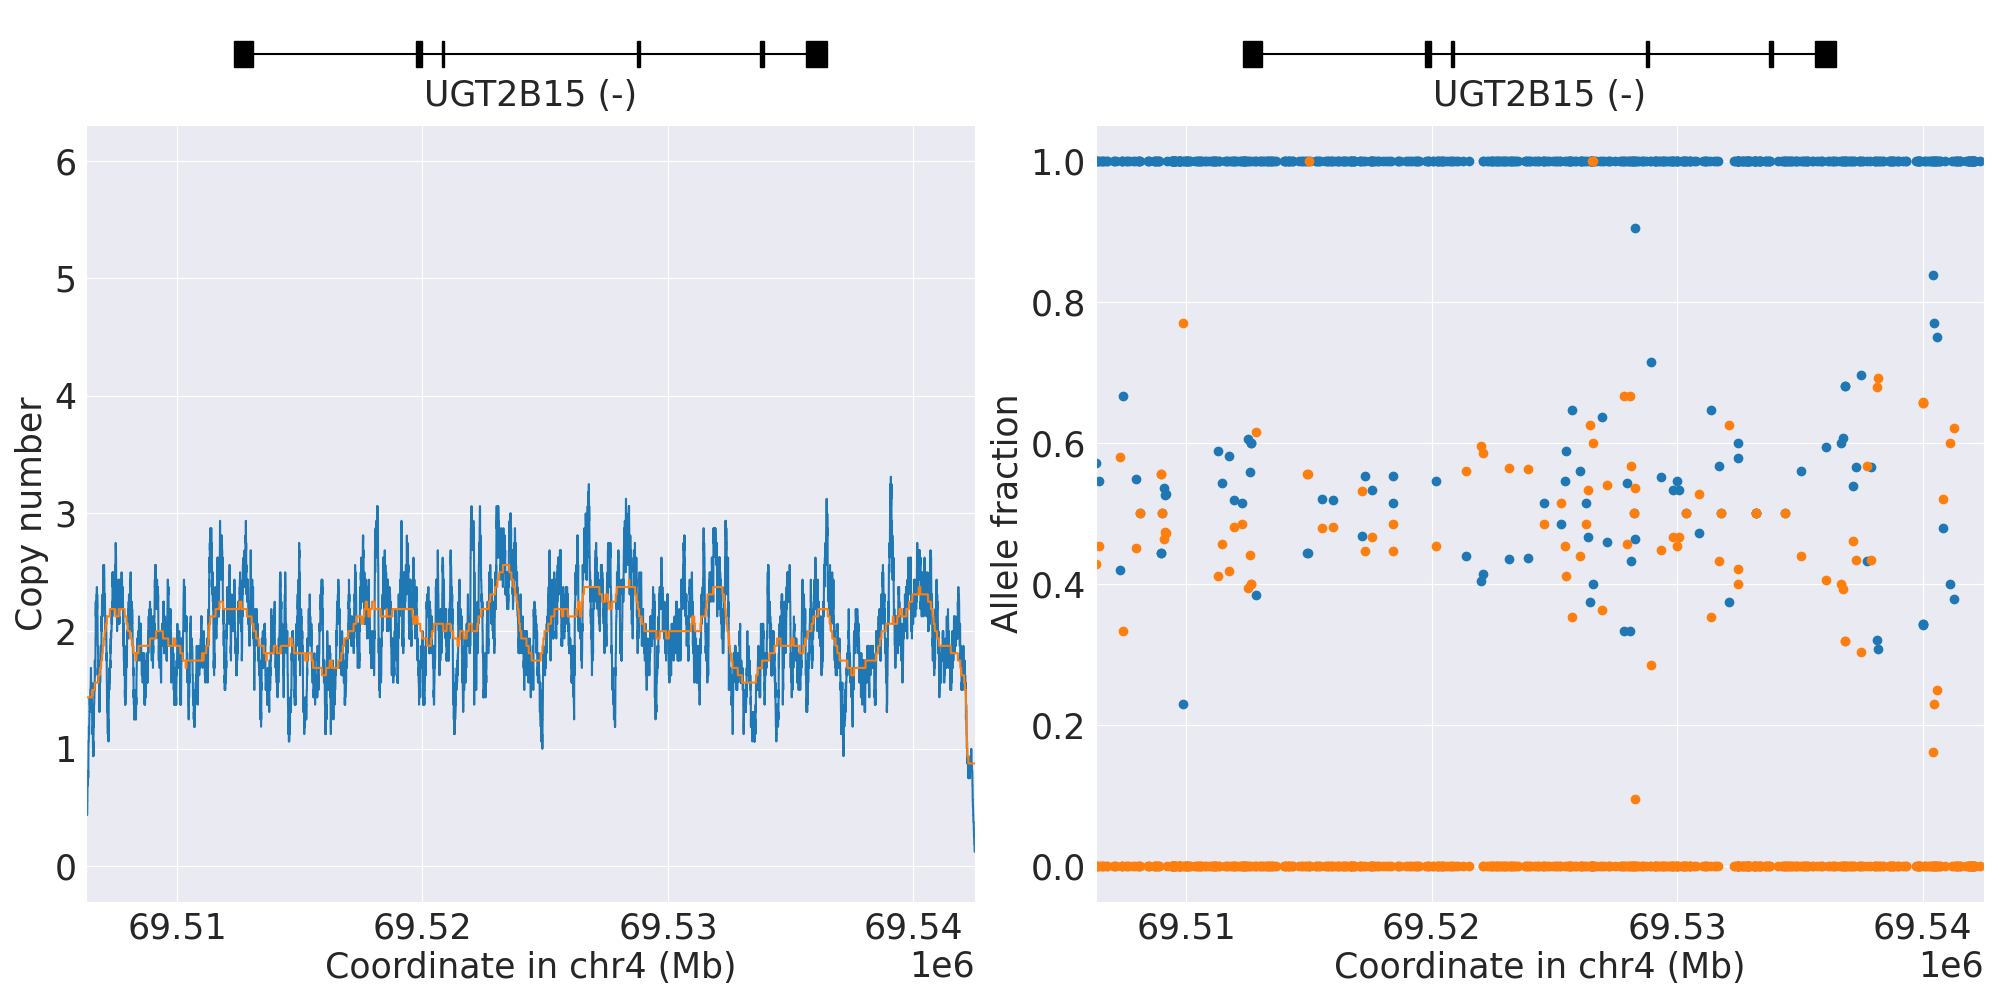 UGT2B15 (-)
6
5
4
3
2
1
0
Copy number
69.51 69.52 69.53 69.54
Coordinate in chr4 (Mb)
1e6
UGT2B15 (-)
1.0
0.8
0.6
0.4
0.2
0.0
Allele fraction
69.51 69.52 69.53 69.54
Coordinate in chr4 (Mb)
1e6